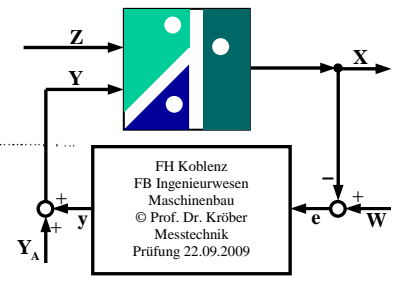 Z
X
Y
FH Koblenz
FB Ingenieurwesen
Maschinenbau
© Prof. Dr. Kröber
Messtechnik
Prüfung 22.09.2009
−
+
+
y
e
W
+
Y_A